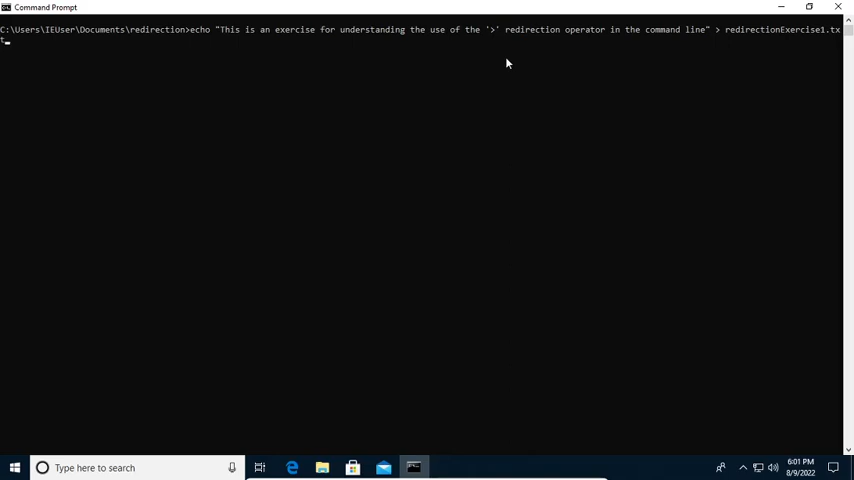 Command Prompt
C:\Users\IEUser\Documents\redirection>echo "This is an exercise for understanding the use of the '>' redirection operator in the command line" > redirectionExercise1.tx
t
Type here to search
6:01 PM
8/9/2022